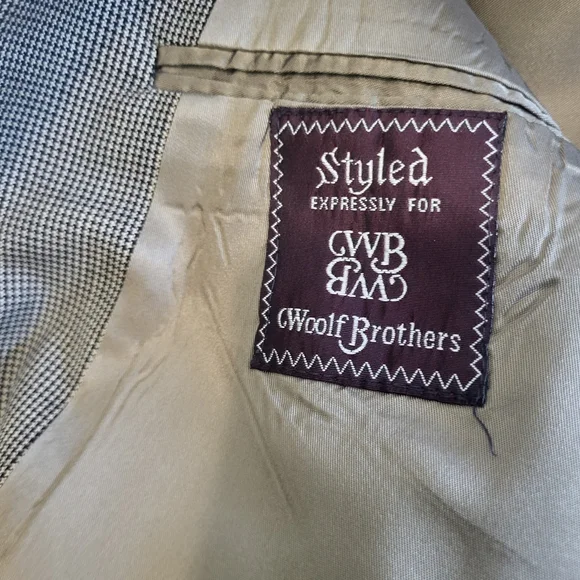 Styled
EXPRESSLY FOR
WB
WB
Woolf Brothers